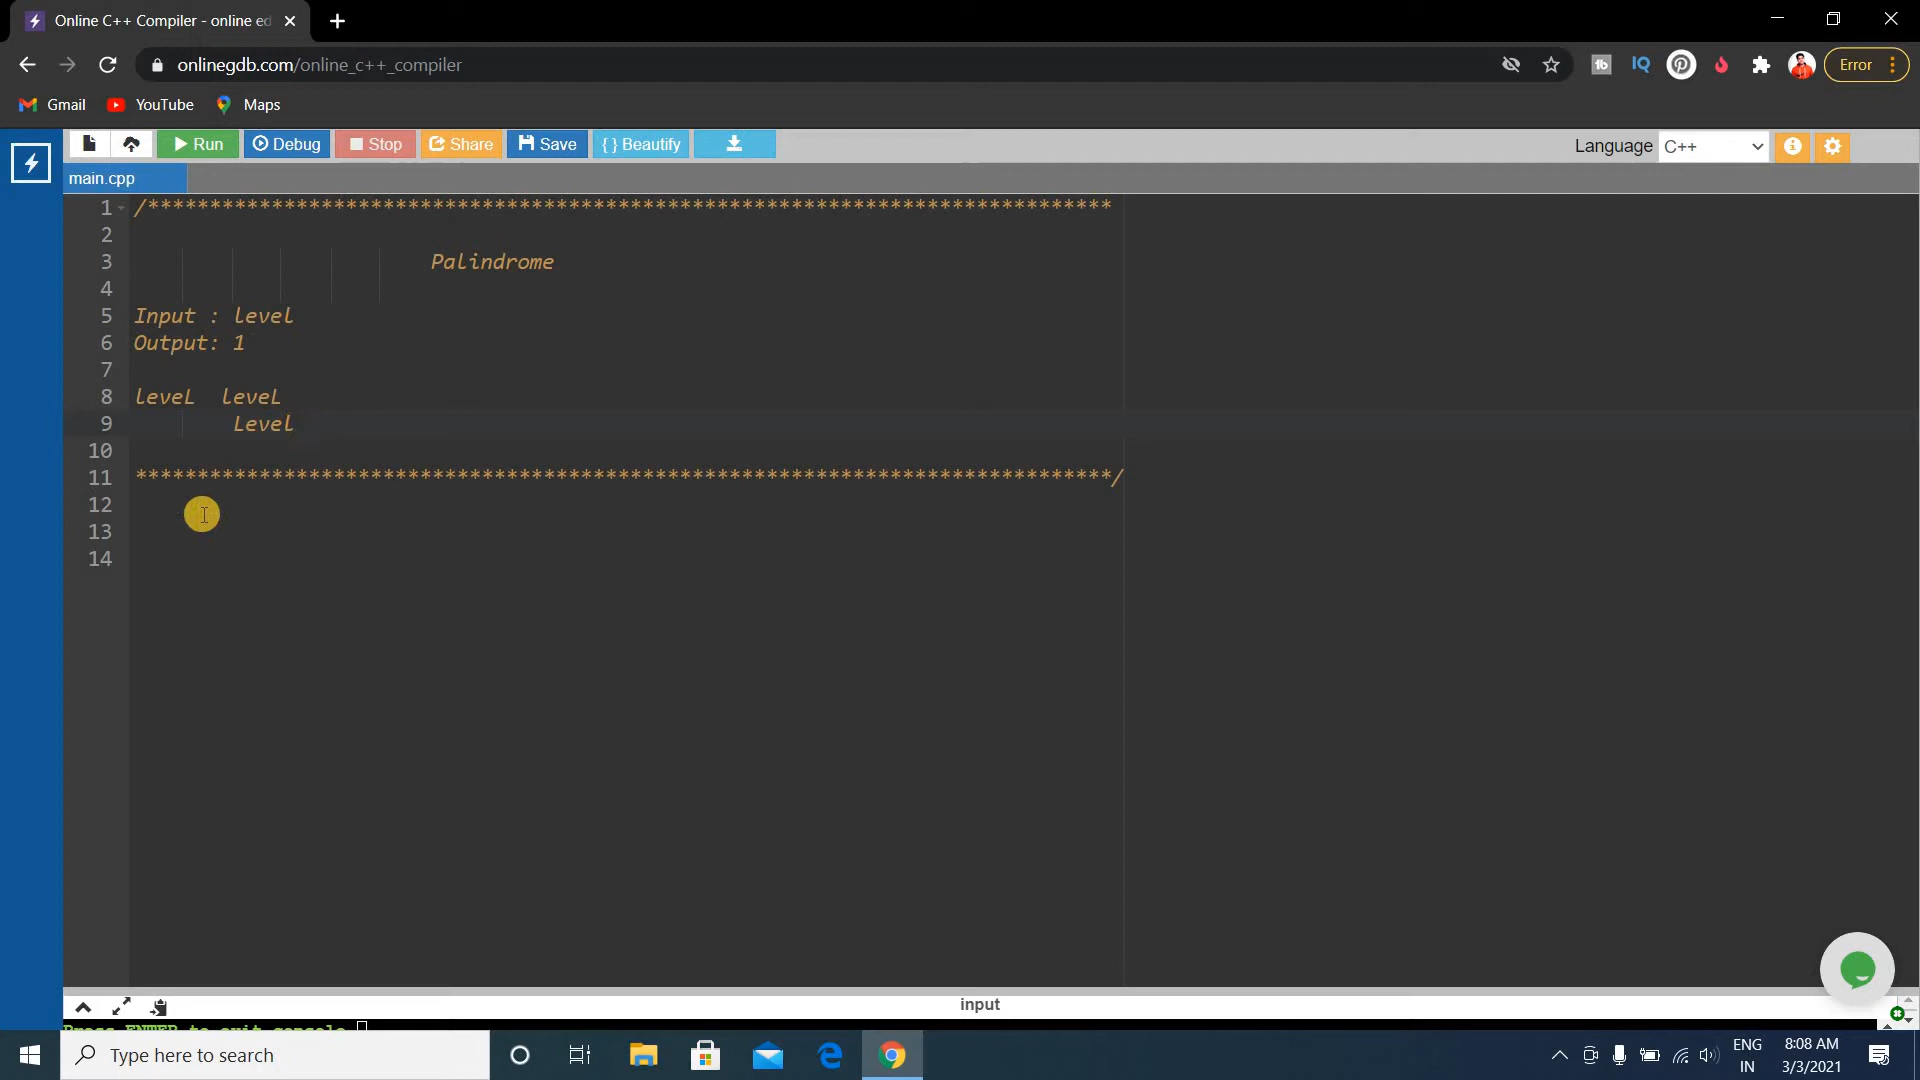 Online C++ Compiler - online ed
onlinegdb.com/online_c++_compiler
Error
Gmail YouTube Maps
Run Debug Stop Share Save { } Beautify
Language C++
main.cpp
1 /******************************************************************************
2
3 Palindrome
4
5 Input : level
6 Output: 1
7
8 leveL leveL
9 Level
10
11 *******************************************************************************/
12
13
14
input
Press ENTER to exit console.
Type here to search
ENG
IN
8:08 AM
3/3/2021